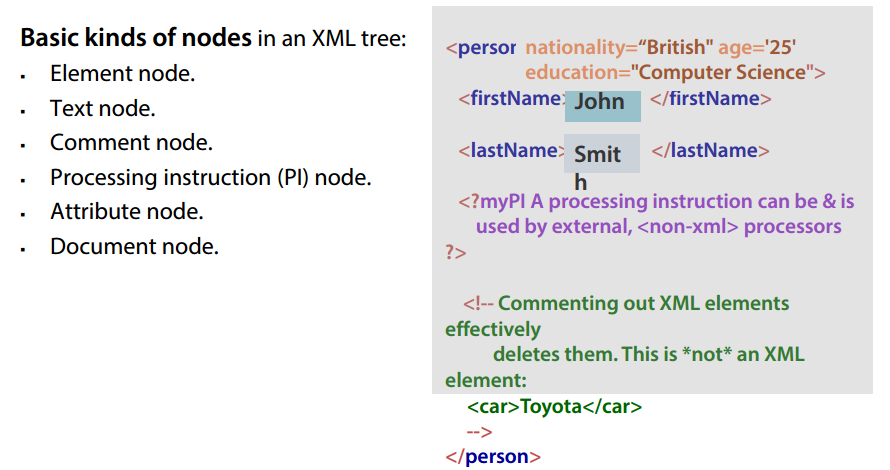 Basic kinds of nodes in an XML tree:
▪ Element node.
▪ Text node.
▪ Comment node.
▪ Processing instruction (PI) node.
▪ Attribute node.
▪ Document node.
<person nationality=“British" age='25'
education="Computer Science">
<firstName> John </firstName>
<lastName> Smit </lastName>
h
<?myPI A processing instruction can be & is
used by external, <non-xml> processors
?>
<!-- Commenting out XML elements
effectively
deletes them. This is *not* an XML
element:
<car>Toyota</car>
-->
</person>